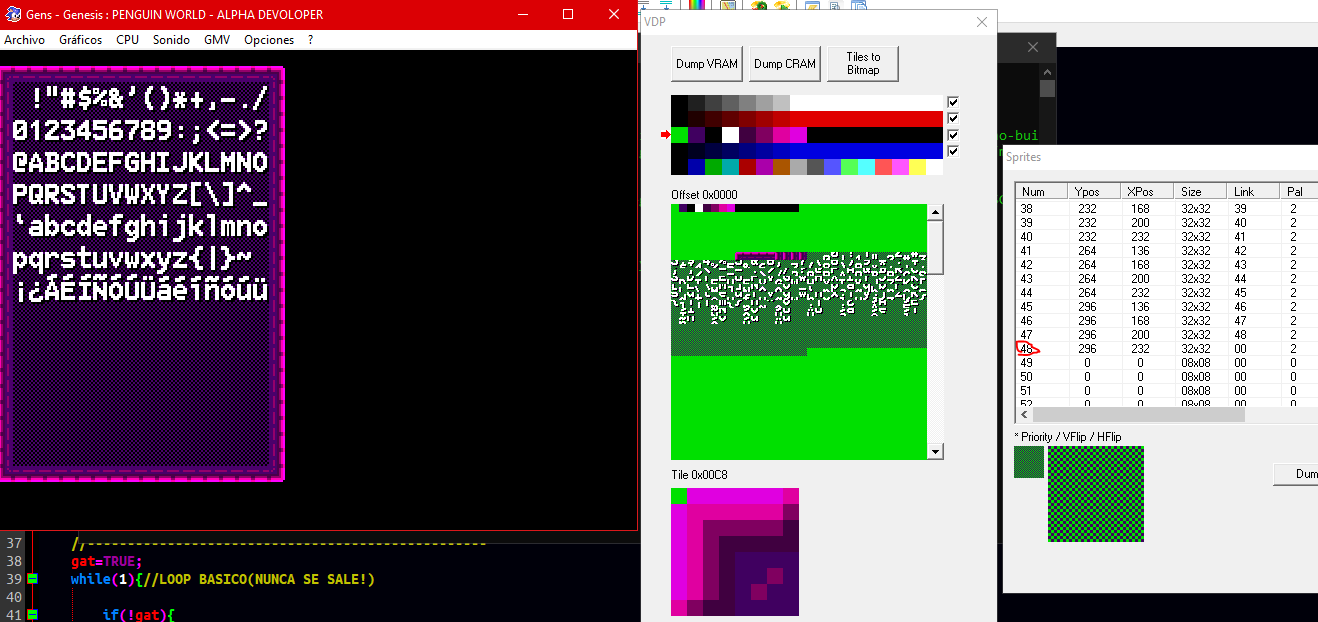 Gens - Genesis : PENGUIN WORLD - ALPHA DEVOLOPER
Archivo Gráficos CPU Sonido GMV Opciones ?
!"#$%&'()*+,-./
0123456789:;<=>?
@ABCDEFGHIJKLMNO
PQRSTUVWXYZ[\]^_
`abcdefghijklmno
pqrstuvwxyz{|}~
¡¿ÁÉÍÑÓÚÜáéíñóúü
37 //--------------------------------------------------
38 gat=TRUE;
39 while(1){//LOOP BASICO(NUNCA SE SALE!)
40
41 if(!gat){
VDP
Dump VRAM Dump CRAM Tiles to Bitmap
Offset 0x0000
Tile 0x00C8
o-bui
Sprites
Num Ypos XPos Size Link Pal
38 232 168 32x32 39 2
39 232 200 32x32 40 2
40 232 232 32x32 41 2
41 264 136 32x32 42 2
42 264 168 32x32 43 2
43 264 200 32x32 44 2
44 264 232 32x32 45 2
45 296 136 32x32 46 2
46 296 168 32x32 47 2
47 296 200 32x32 48 2
48 296 232 32x32 00 2
49 0 0 08x08 00 0
50 0 0 08x08 00 0
51 0 0 08x08 00 0
52 0 0 08x08 00 0
* Priority / VFlip / HFlip
Dum